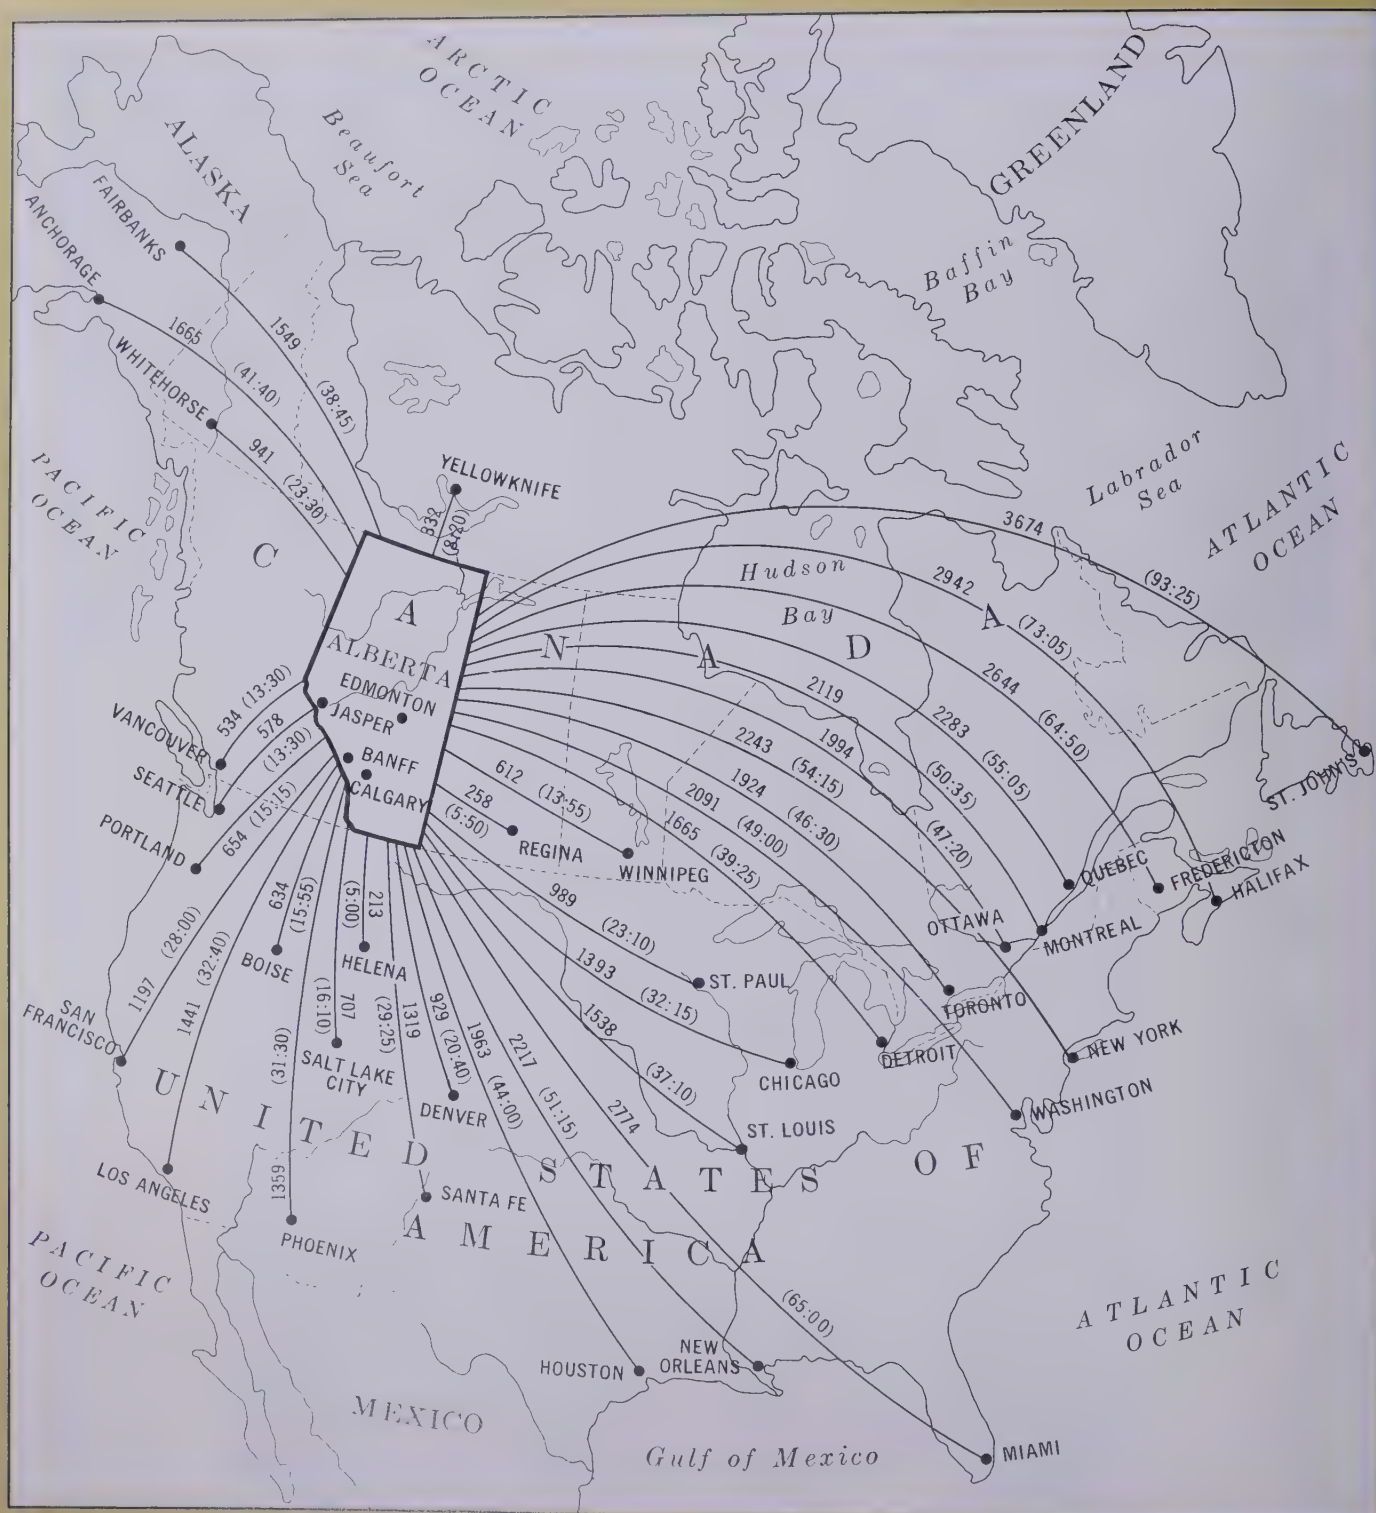 ARCTIC
OCEAN
Beaufort
Sea
ALASKA
GREENLAND
Baffin
Bay
FAIRBANKS
ANCHORAGE
1665
(41:40)
1549
(38:45)
WHITEHORSE
941
(23:30)
PACIFIC
OCEAN
YELLOWKNIFE
332
(8:20)
Labrador
Sea
ATLANTIC
OCEAN
CANADA
Hudson
Bay
3674
(93:25)
2942
(73:05)
2644
(64:50)
2283
(55:05)
2119
(50:35)
1994
(47:20)
2243
(54:15)
1924
(46:30)
2091
(49:00)
1665
(39:25)
ALBERTA
EDMONTON
JASPER
BANFF
CALGARY
534 (13:30)
VANCOUVER
578
(13:30)
SEATTLE
654 (15:15)
PORTLAND
612
(13:55)
WINNIPEG
258
(5:50)
REGINA
ST. JOHN'S
QUEBEC
FREDERICTON
HALIFAX
OTTAWA
MONTREAL
TORONTO
NEW YORK
DETROIT
WASHINGTON
989
(23:10)
ST. PAUL
1393
(32:15)
CHICAGO
1538
(37:10)
ST. LOUIS
1197
(28:00)
SAN
FRANCISCO
1441
(32:40)
LOS ANGELES
634
(15:55)
BOISE
213
(5:00)
HELENA
1359
(31:30)
PHOENIX
707
(16:10)
SALT LAKE
CITY
1319
(29:25)
SANTA FE
929 (20:40)
DENVER
1963
(44:00)
HOUSTON
2217
(51:15)
NEW
ORLEANS
2774
(65:00)
MIAMI
UNITED STATES OF
AMERICA
PACIFIC
OCEAN
ATLANTIC
OCEAN
MEXICO
Gulf of Mexico